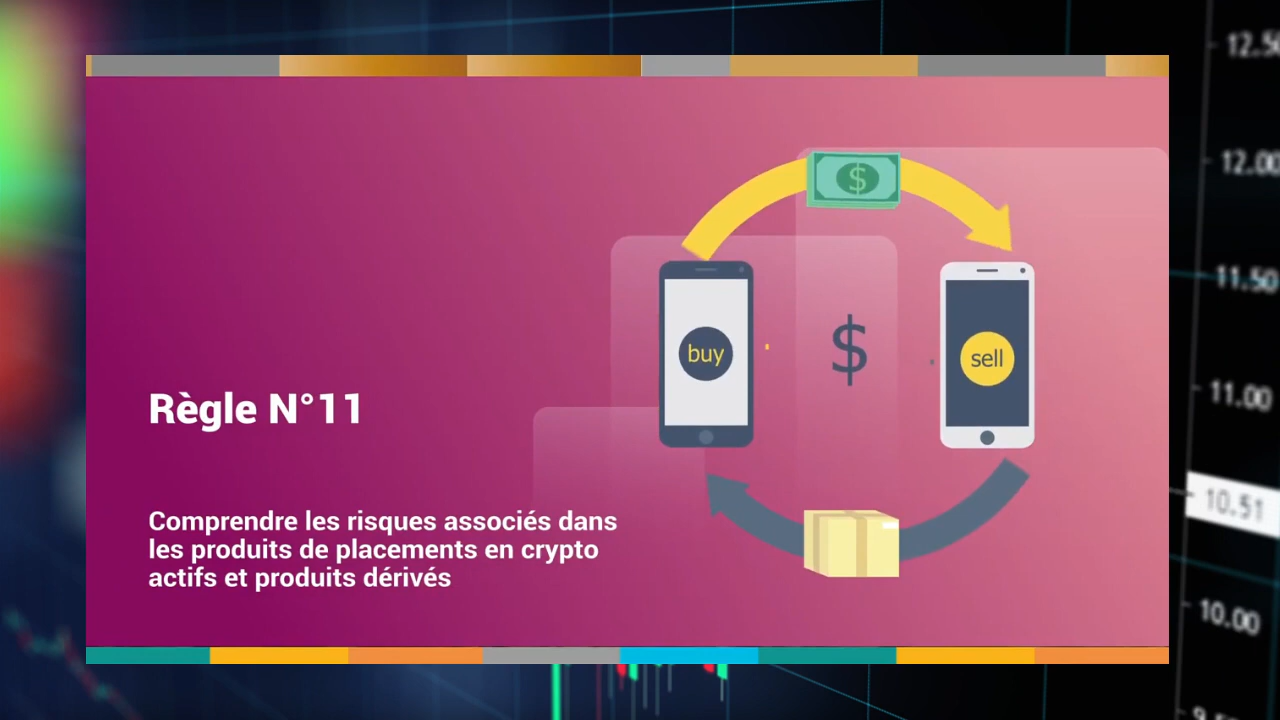 12.50
12.00
$
11.50
buy
$
sell
11.00
Règle N°11
10.51
Comprendre les risques associés dans
les produits de placements en crypto
actifs et produits dérivés
10.00